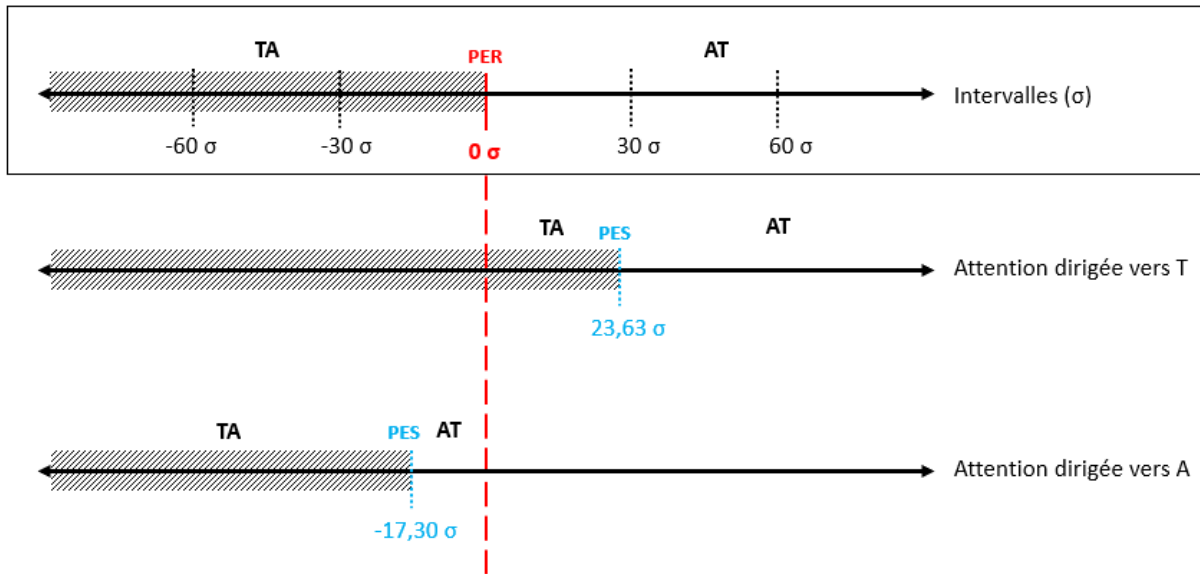 TA
PER
AT
Intervalles (σ)
-60 σ
-30 σ
0 σ
30 σ
60 σ
TA
PES
AT
Attention dirigée vers T
23,63 σ
TA
PES
AT
Attention dirigée vers A
-17,30 σ